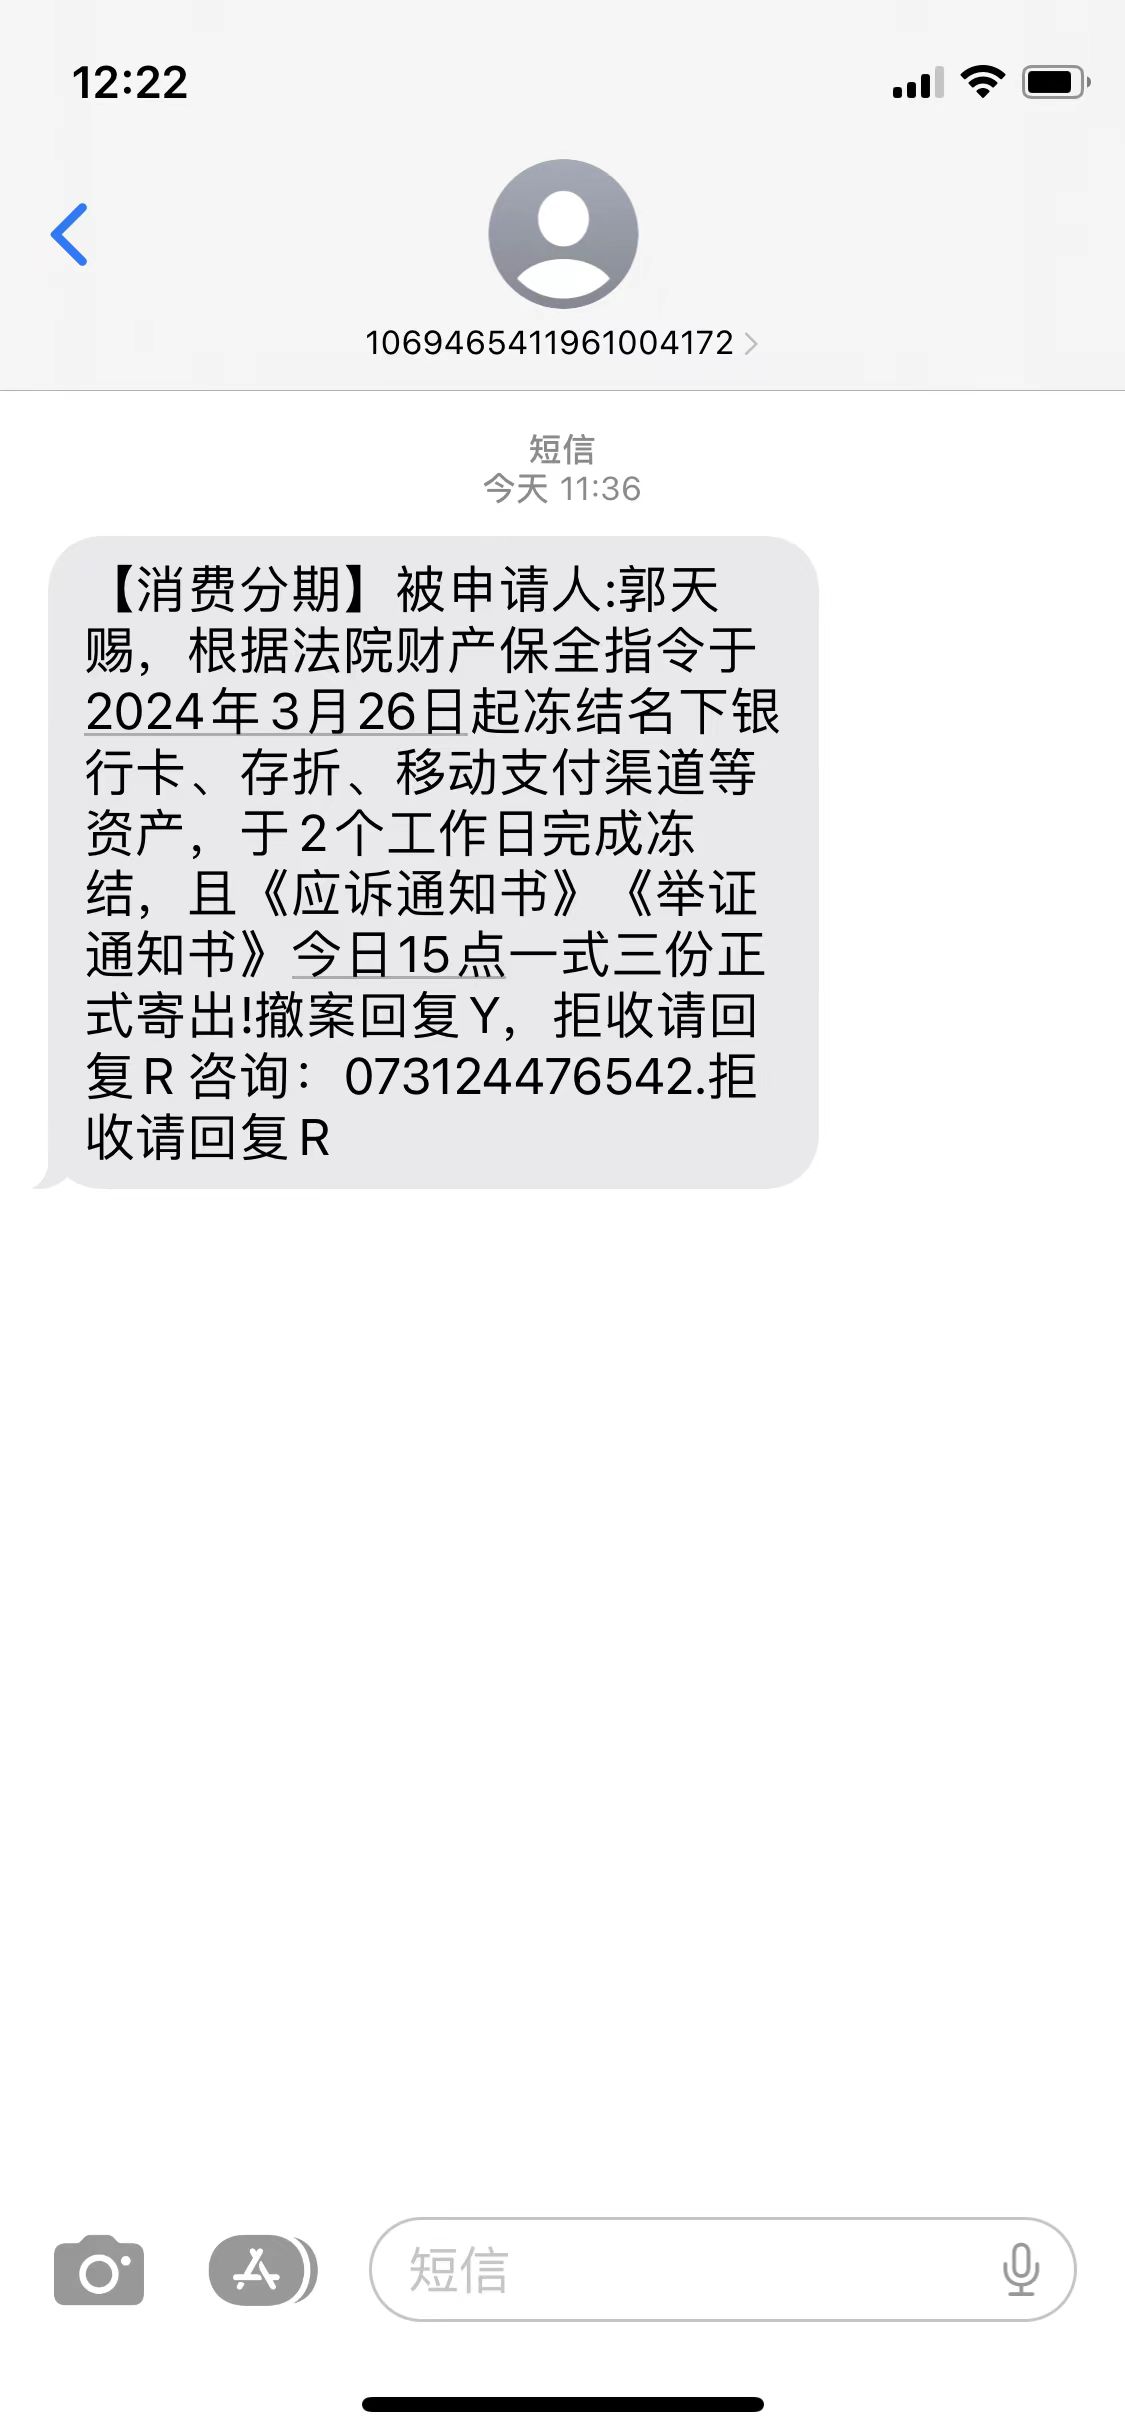 12:22
1069465411961004172
短信
今天 11:36
【消费分期】被申请人:郭天
赐，根据法院财产保全指令于
2024年3月26日起冻结名下银
行卡、存折、移动支付渠道等
资产，于2个工作日完成冻
结，且《应诉通知书》《举证
通知书》今日15点一式三份正
式寄出!撤案回复Y，拒收请回
复R 咨询：073124476542.拒
收请回复R
短信